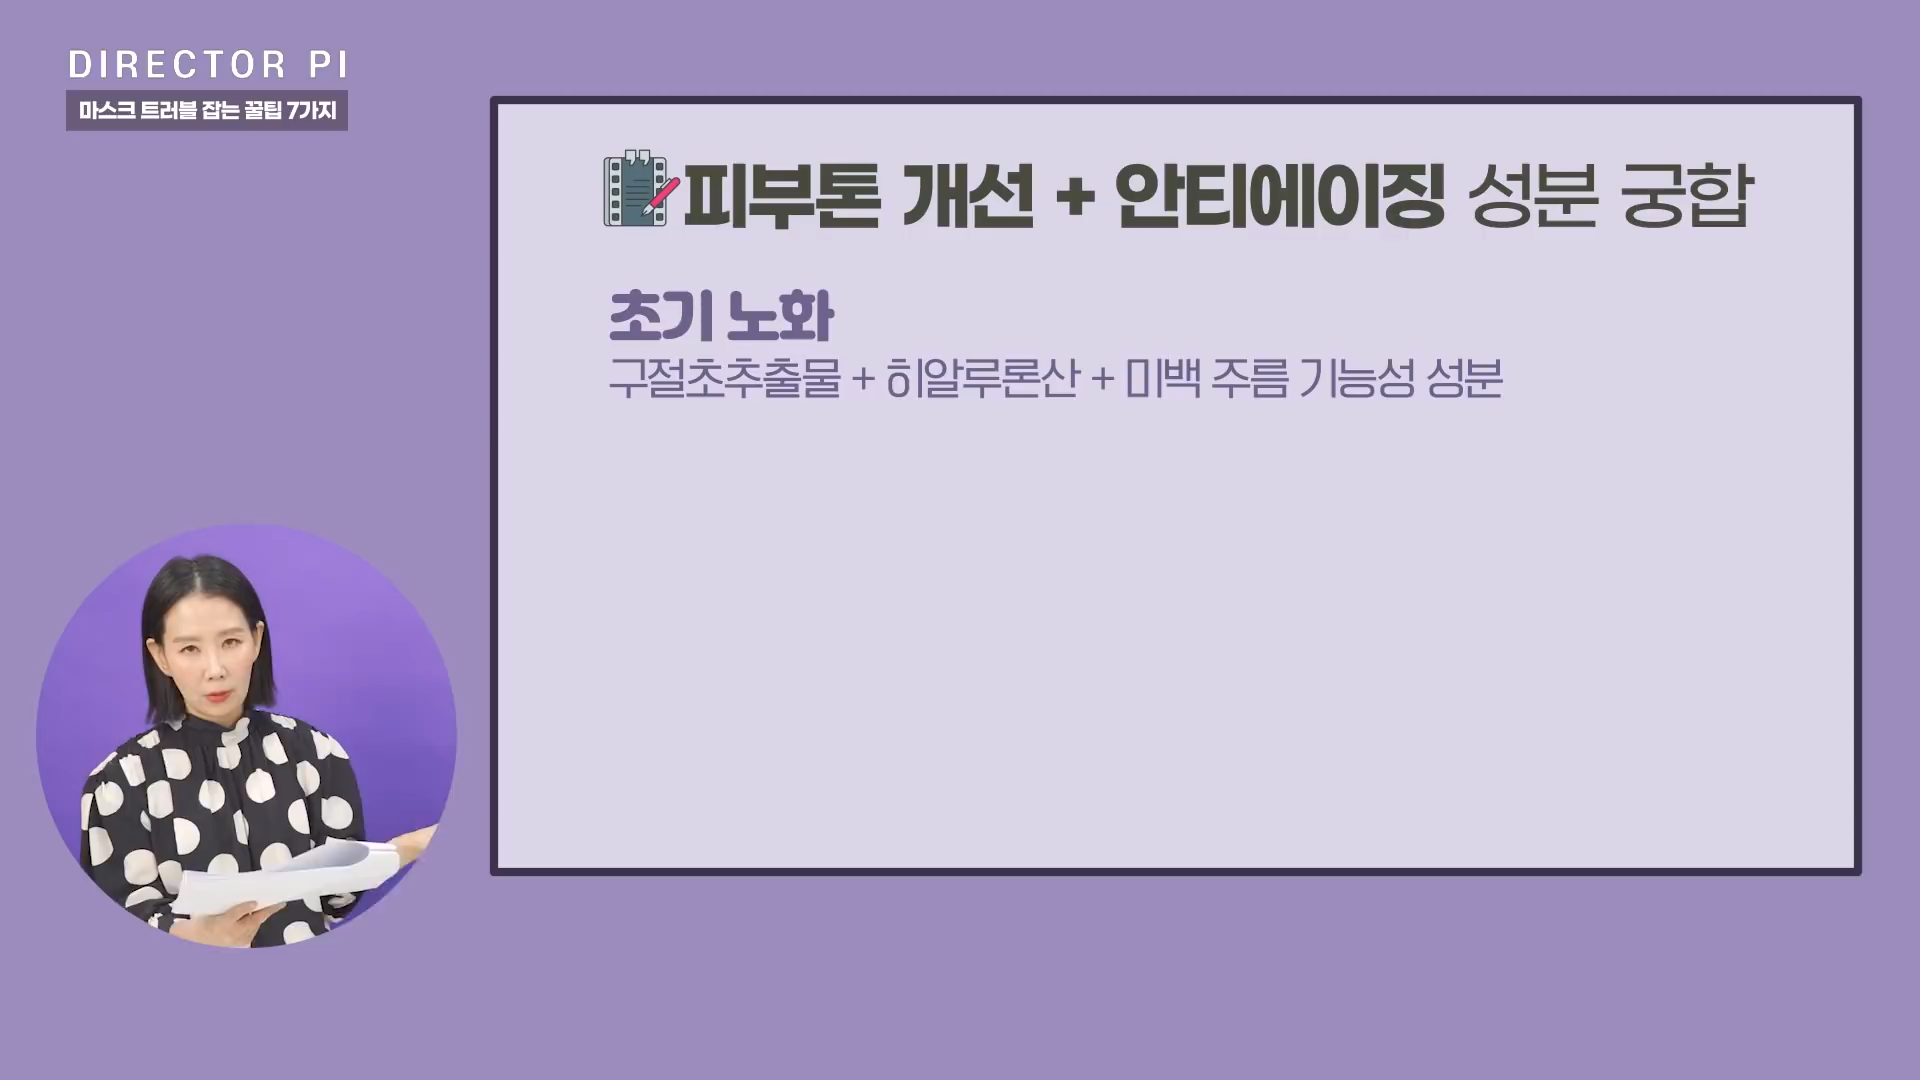 DIRECTOR PI
마스크 트러블 잡는 꿀팁 7가지
피부톤 개선 + 안티에이징 성분 궁합
초기 노화
구절초추출물 + 히알루론산 + 미백 주름 기능성 성분